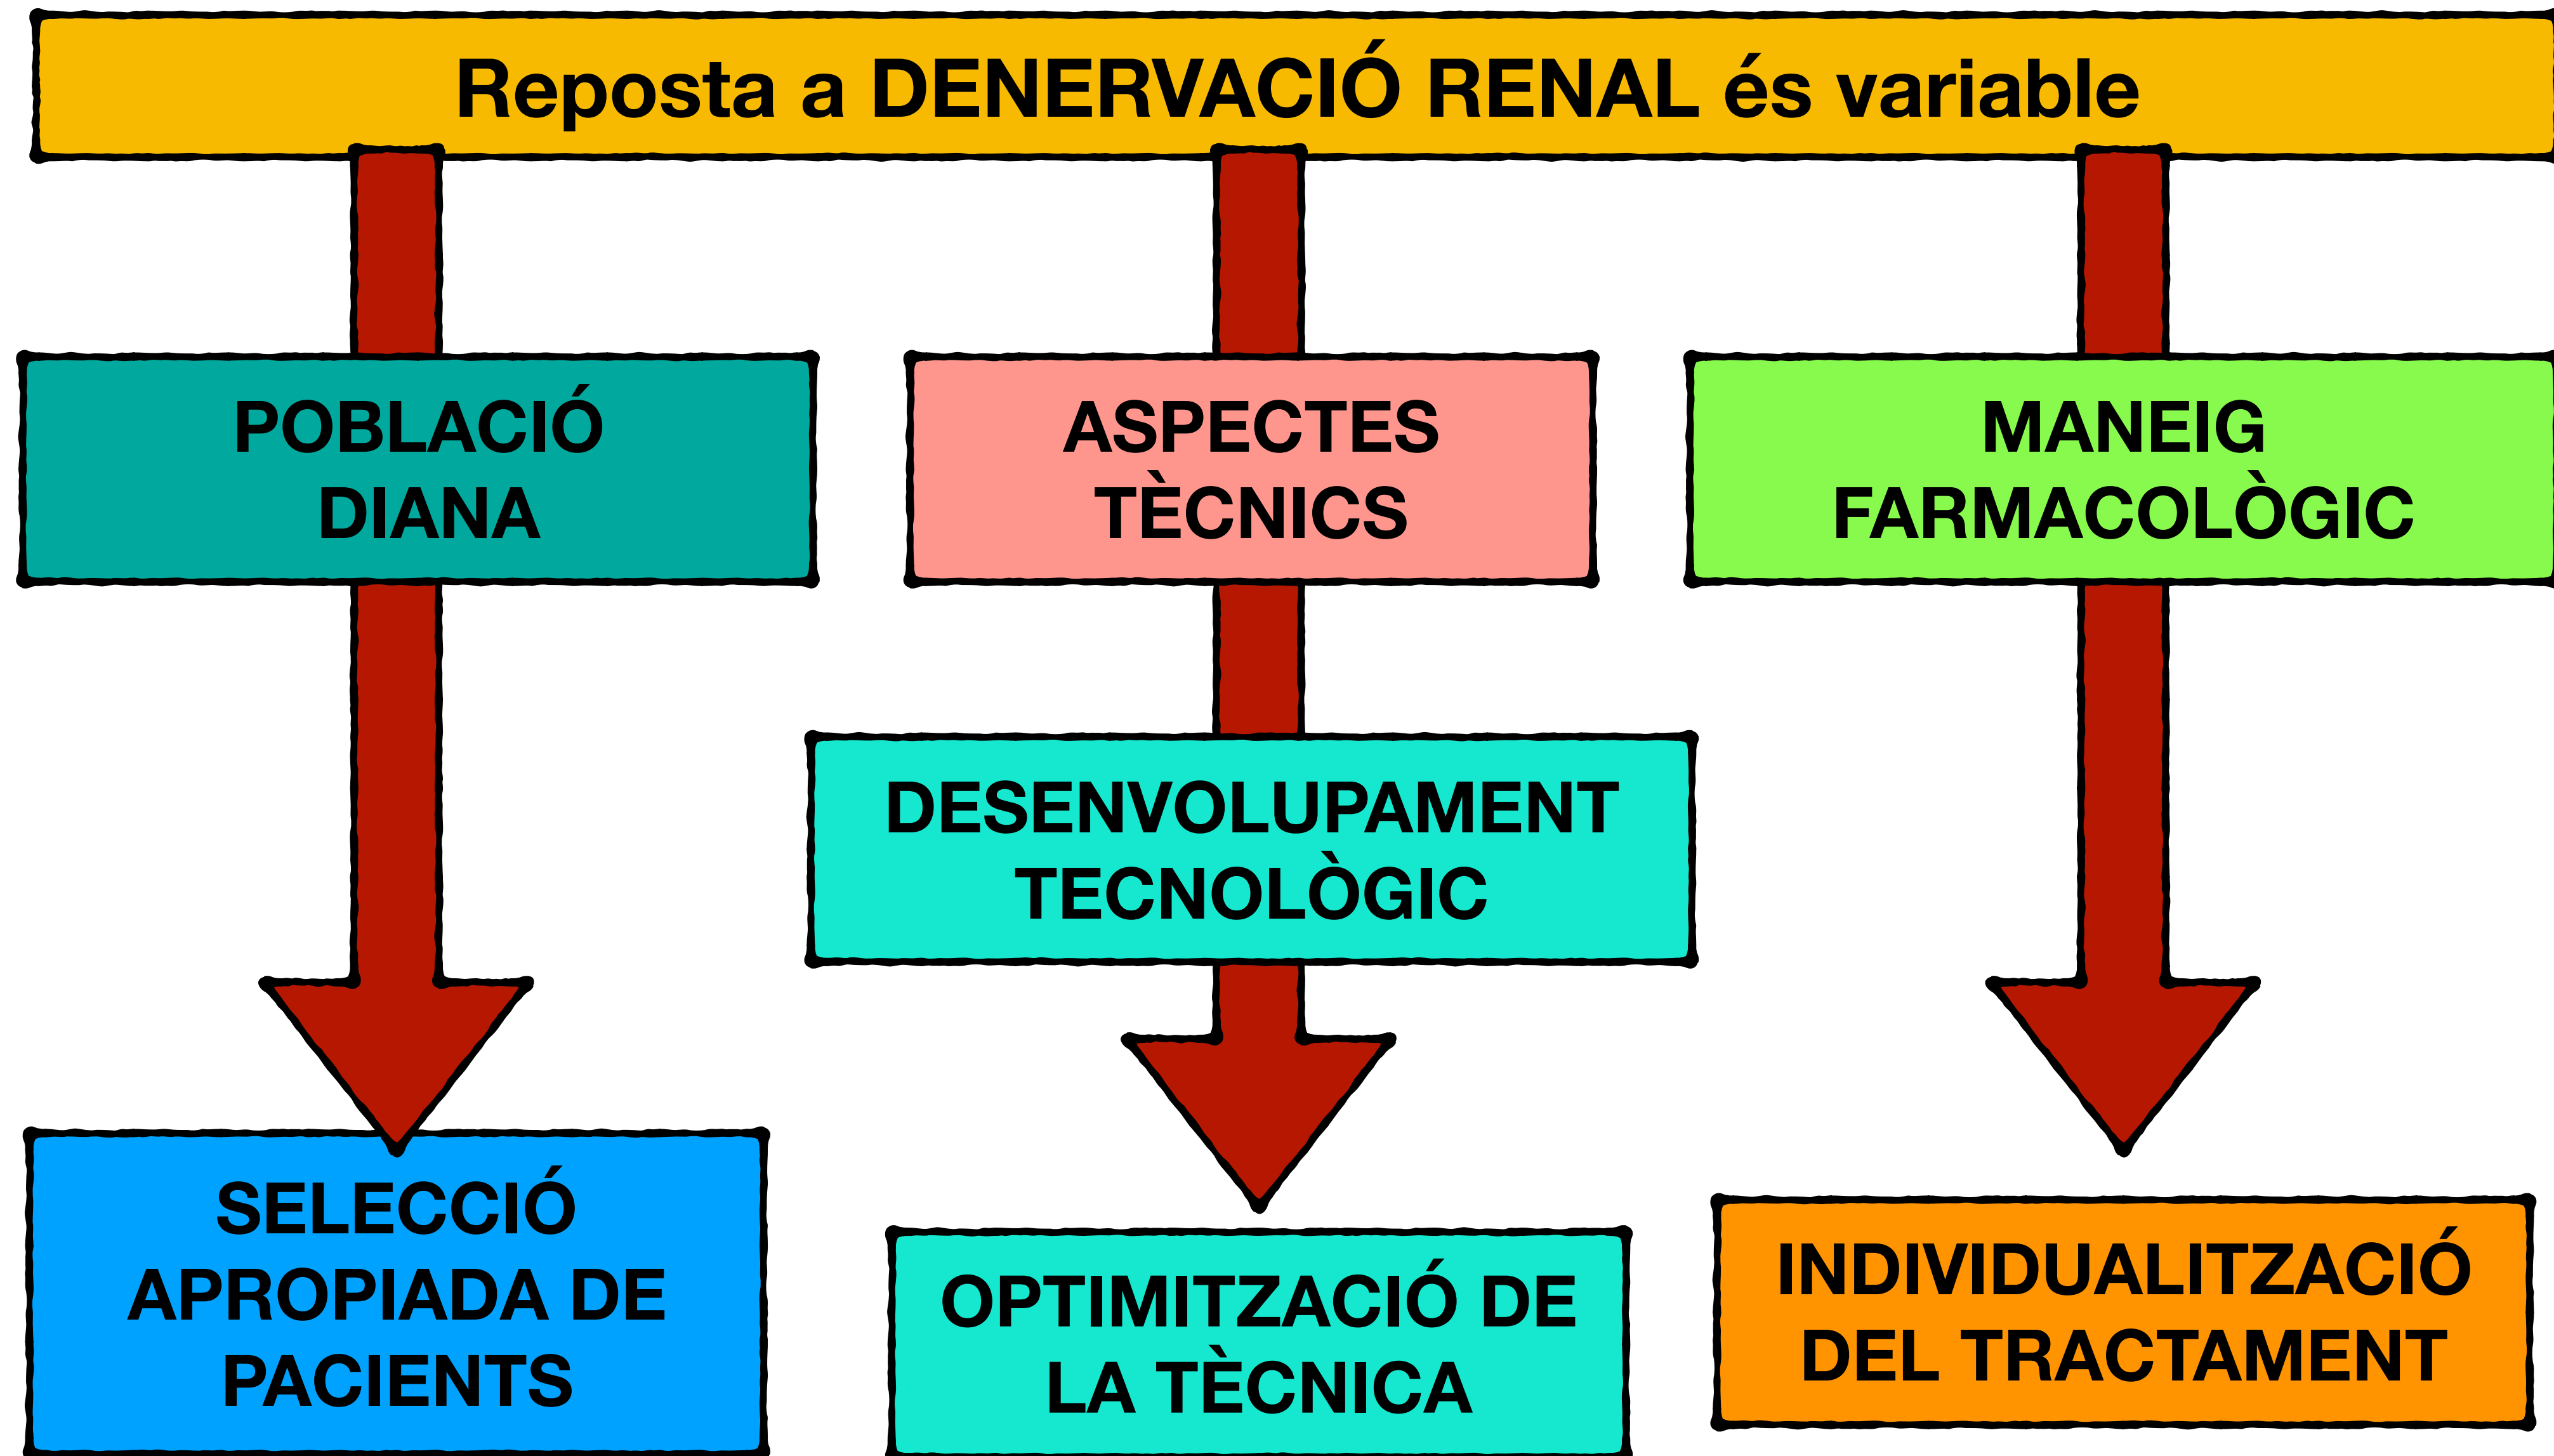 Reposta a DENERVACIÓ RENAL és variable
POBLACIÓ
DIANA
ASPECTES
TÈCNICS
MANEIG
FARMACOLÒGIC
DESENVOLUPAMENT
TECNOLÒGIC
SELECCIÓ
APROPIADA DE
PACIENTS
OPTIMITZACIÓ DE
LA TÈCNICA
INDIVIDUALITZACIÓ
DEL TRACTAMENT